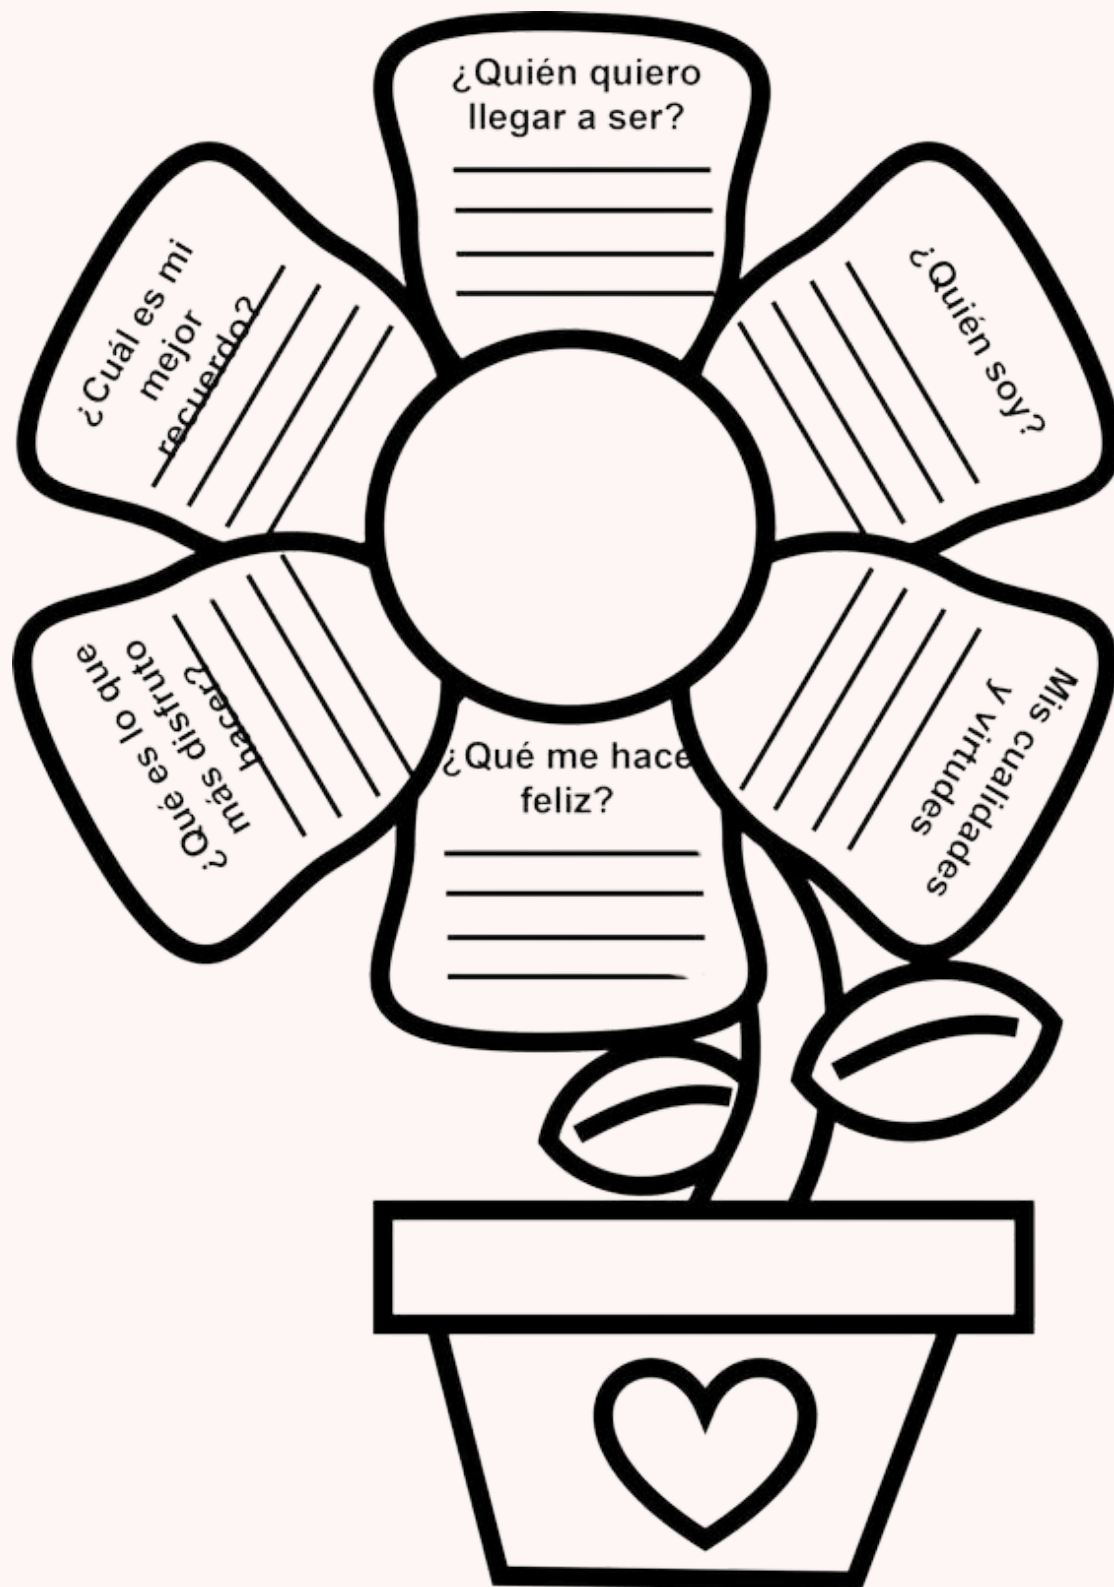 ¿Quién quiero
llegar a ser?
¿Quién soy?
Mis cualidades
y virtudes
¿Qué me hace
feliz?
¿Qué es lo que
más disfruto
hacer?
¿Cuál es mi
mejor
recuerdo?